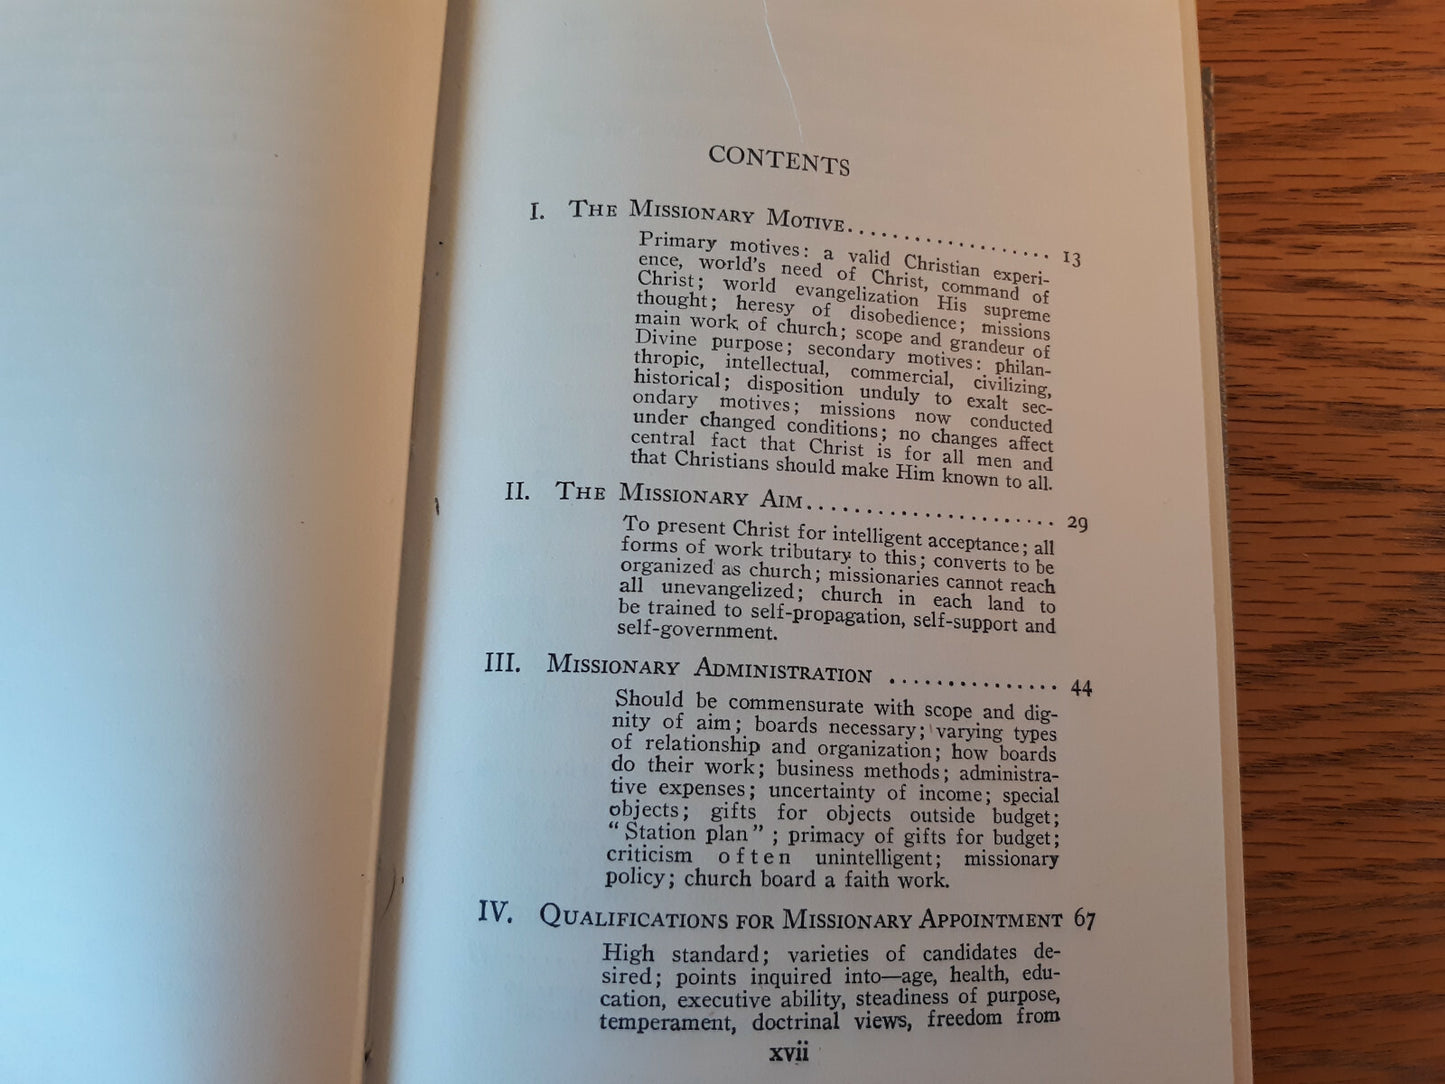 CONTENTS
I. The Missionary Motive................... 13
Primary motives: a valid Christian experi-
ence, world's need of Christ, command of
Christ; world evangelization His supreme
thought; heresy of disobedience; missions
main work of church; scope and grandeur of
Divine purpose; secondary motives: philan-
thropic, intellectual, commercial, civilizing,
historical; disposition unduly to exalt sec-
ondary motives; missions now conducted
under changed conditions; no changes affect
central fact that Christ is for all men and
that Christians should make Him known to all.
II. The Missionary Aim...................... 29
To present Christ for intelligent acceptance; all
forms of work tributary to this; converts to be
organized as church; missionaries cannot reach
all unevangelized; church in each land to
be trained to self-propagation, self-support and
self-government.
III. Missionary Administration ............... 44
Should be commensurate with scope and dig-
nity of aim; boards necessary; varying types
of relationship and organization; how boards
do their work; business methods; administra-
tive expenses; uncertainty of income; special
objects; gifts for objects outside budget;
"Station plan"; primacy of gifts for budget;
criticism often unintelligent; missionary
policy; church board a faith work.
IV. Qualifications for Missionary Appointment 67
High standard; varieties of candidates de-
sired; points inquired into—age, health, edu-
cation, executive ability, steadiness of purpose,
temperament, doctrinal views, freedom from
xvii